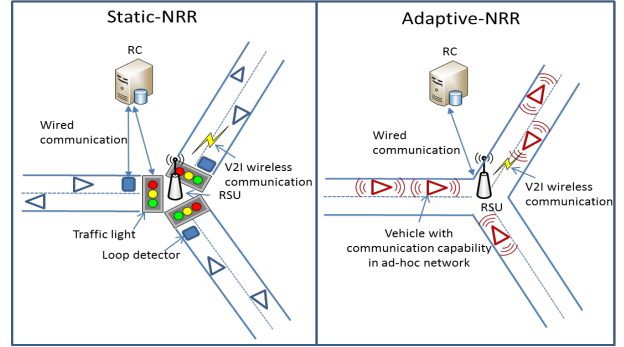 Static-NRR
RC
Wired
communication
V2I wireless
communication
RSU
Traffic light
Loop detector
Adaptive-NRR
RC
Wired
communication
V2I wireless
communication
RSU
Vehicle with
communication capability
in ad-hoc network